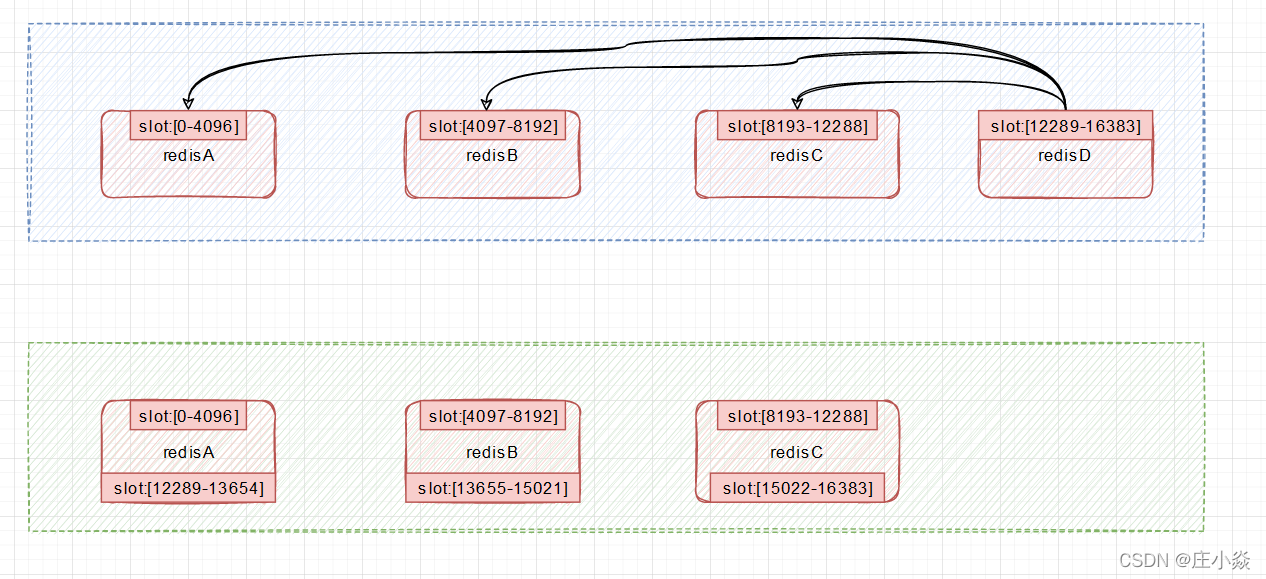 slot:[0-4096]
slot:[4097-8192]
slot:[8193-12288]
slot:[12289-16383]
redisA
redisB
redisC
redisD
slot:[0-4096]
slot:[4097-8192]
slot:[8193-12288]
redisA
redisB
redisC
slot:[12289-13654]
slot:[13655-15021]
slot:[15022-16383]
CSDN @庄小焱